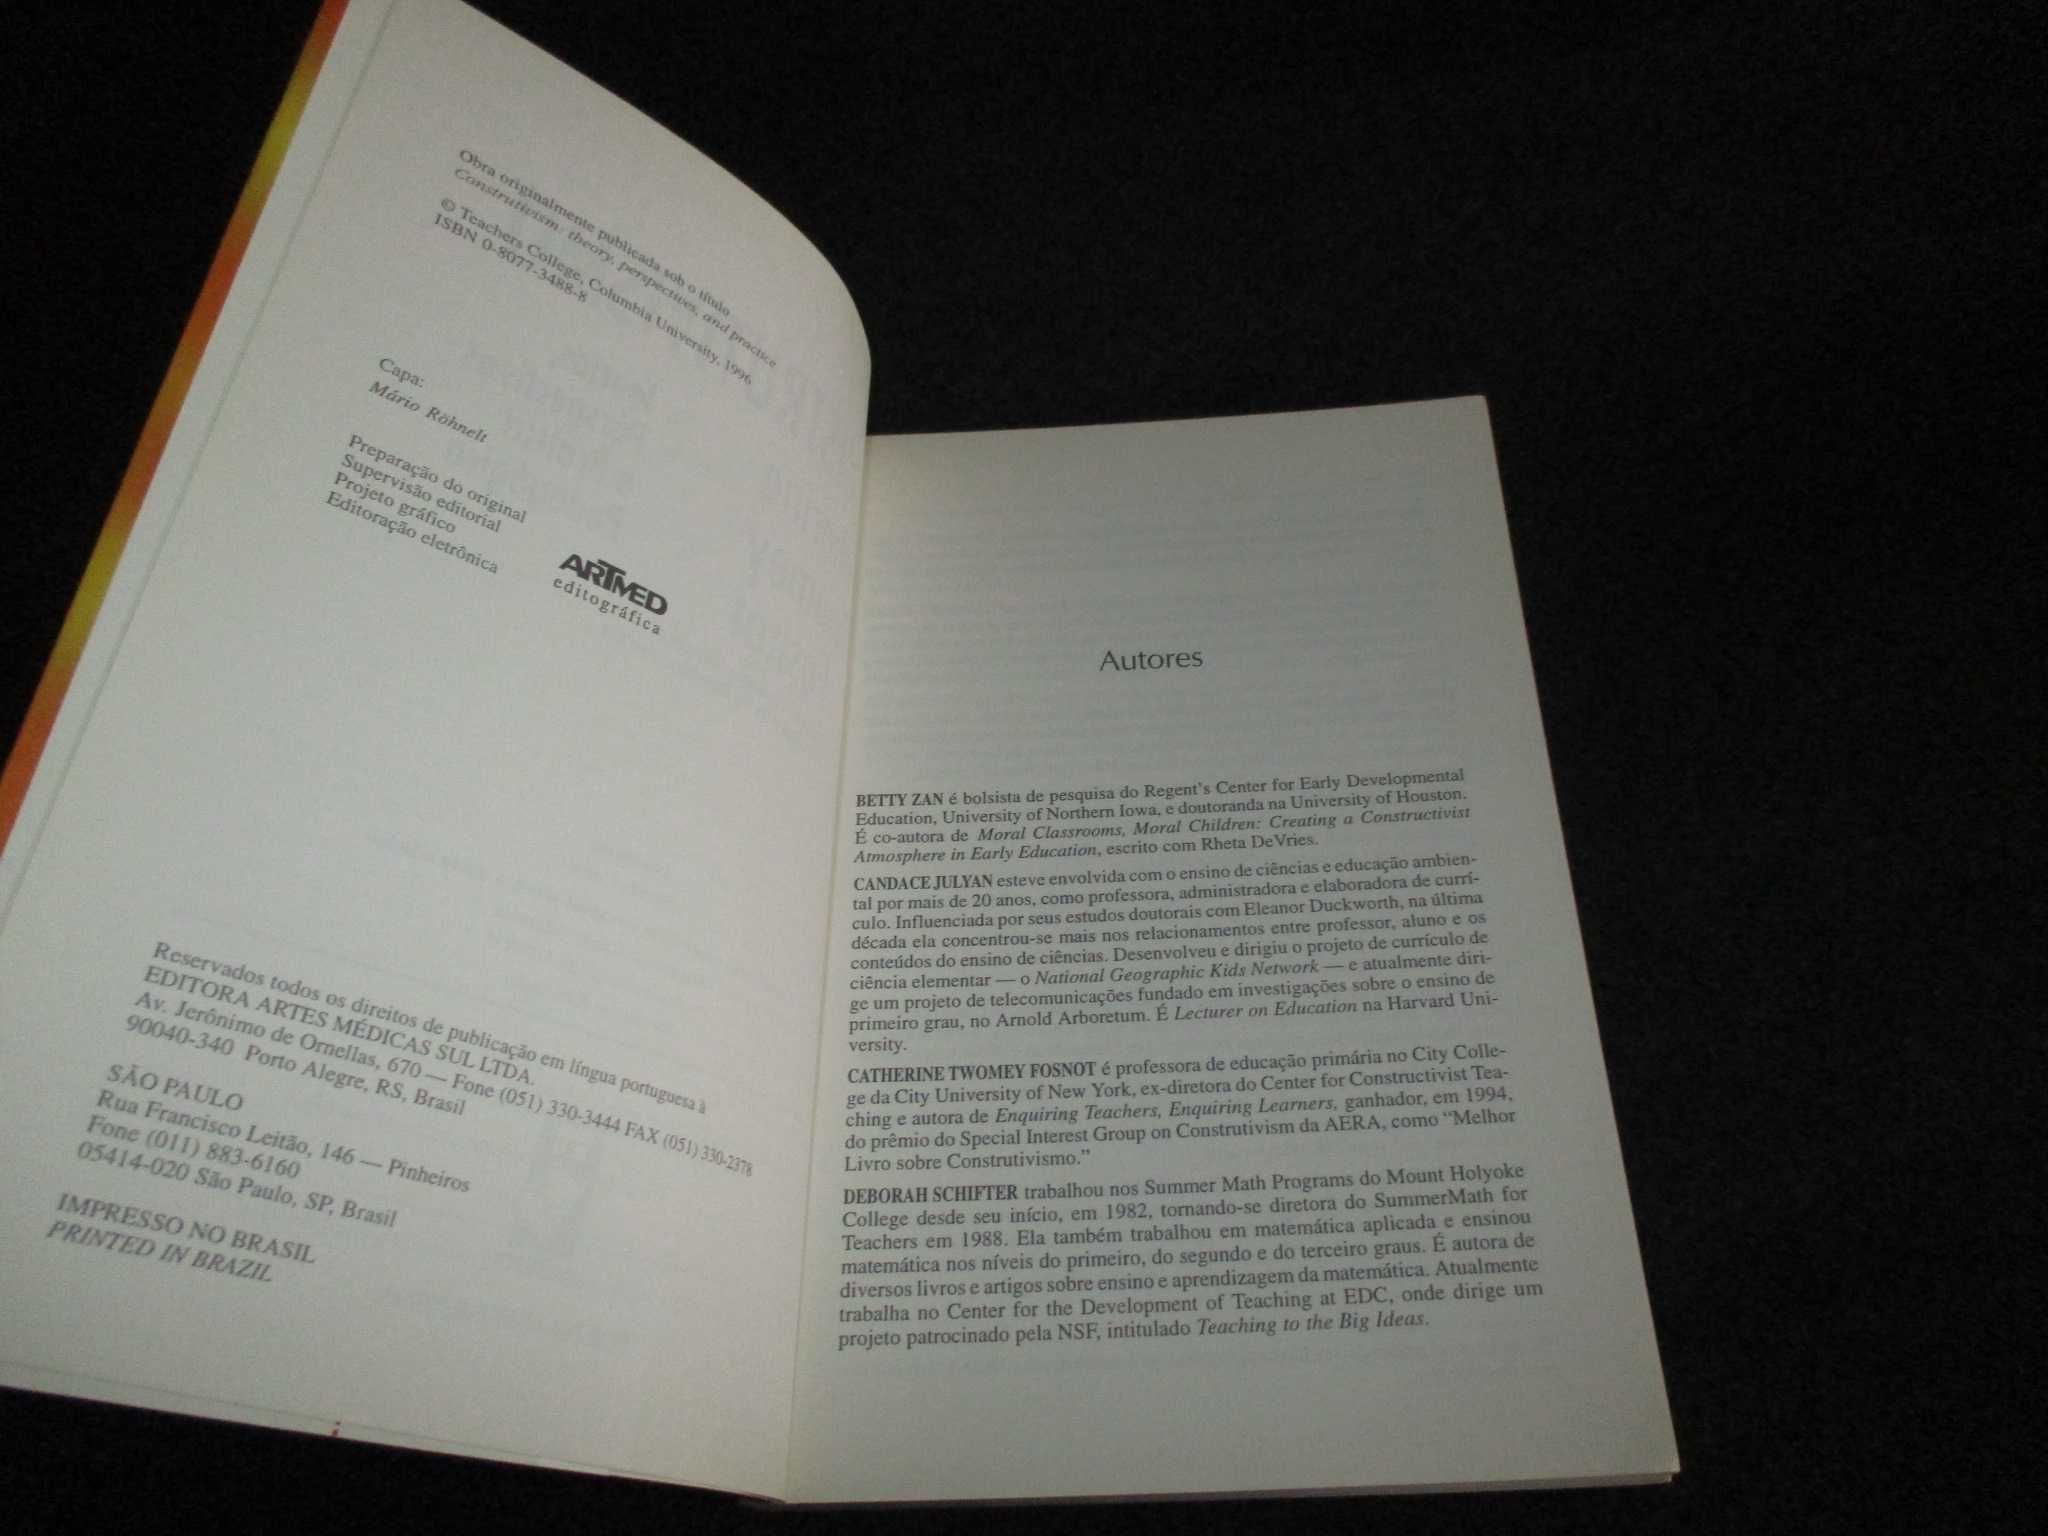 Obra originalmente publicada sob o título
Construtivism: theory, perspectives, and practice
© Teachers College, Columbia University, 1996
ISBN 0-8077-3488-8
Capa:
Mário Röhnelt
Preparação do original
Supervisão editorial
Projeto gráfico
Editoração eletrônica
ARTMED
editográfica
Reservados todos os direitos de publicação em língua portuguesa à
EDITORA ARTES MÉDICAS SUL LTDA.
Av. Jerônimo de Ornellas, 670 — Fone (051) 330-3444 FAX (051) 330-2378
90040-340 Porto Alegre, RS, Brasil
SÃO PAULO
Rua Francisco Leitão, 146 — Pinheiros
Fone (011) 883-6160
05414-020 São Paulo, SP, Brasil
IMPRESSO NO BRASIL
PRINTED IN BRAZIL
Autores
BETTY ZAN é bolsista de pesquisa do Regent's Center for Early Developmental
Education, University of Northern Iowa, e doutoranda na University of Houston.
É co-autora de Moral Classrooms, Moral Children: Creating a Constructivist
Atmosphere in Early Education, escrito com Rheta DeVries.
CANDACE JULYAN esteve envolvida com o ensino de ciências e educação ambien-
tal por mais de 20 anos, como professora, administradora e elaboradora de currí-
culo. Influenciada por seus estudos doutorais com Eleanor Duckworth, na última
década ela concentrou-se mais nos relacionamentos entre professor, aluno e os
conteúdos do ensino de ciências. Desenvolveu e dirigiu o projeto de currículo de
ciência elementar — o National Geographic Kids Network — e atualmente diri-
ge um projeto de telecomunicações fundado em investigações sobre o ensino de
primeiro grau, no Arnold Arboretum. É Lecturer on Education na Harvard Uni-
versity.
CATHERINE TWOMEY FOSNOT é professora de educação primária no City Colle-
ge da City University of New York, ex-diretora do Center for Constructivist Tea-
ching e autora de Enquiring Teachers, Enquiring Learners, ganhador, em 1994,
do prêmio do Special Interest Group on Construtivism da AERA, como “Melhor
Livro sobre Construtivismo.”
DEBORAH SCHIFTER trabalhou nos Summer Math Programs do Mount Holyoke
College desde seu início, em 1982, tornando-se diretora do SummerMath for
Teachers em 1988. Ela também trabalhou em matemática aplicada e ensinou
matemática nos níveis do primeiro, do segundo e do terceiro graus. É autora de
diversos livros e artigos sobre ensino e aprendizagem da matemática. Atualmente
trabalha no Center for the Development of Teaching at EDC, onde dirige um
projeto patrocinado pela NSF, intitulado Teaching to the Big Ideas.